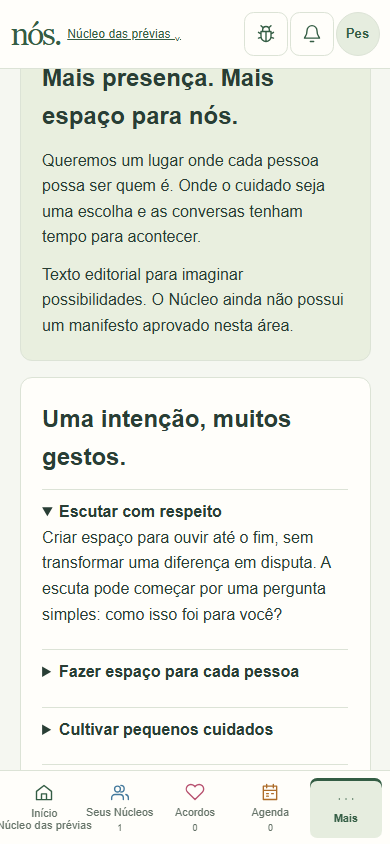 nós. Núcleo das prévias
Pes
Mais presença. Mais
espaço para nós.
Queremos um lugar onde cada pessoa
possa ser quem é. Onde o cuidado seja
uma escolha e as conversas tenham
tempo para acontecer.
Texto editorial para imaginar
possibilidades. O Núcleo ainda não possui
um manifesto aprovado nesta área.
Uma intenção, muitos
gestos.
Escutar com respeito
Criar espaço para ouvir até o fim, sem
transformar uma diferença em disputa. A
escuta pode começar por uma pergunta
simples: como isso foi para você?
Fazer espaço para cada pessoa
Cultivar pequenos cuidados
Início
Núcleo das prévias
Seus Núcleos
1
Acordos
0
Agenda
0
...
Mais